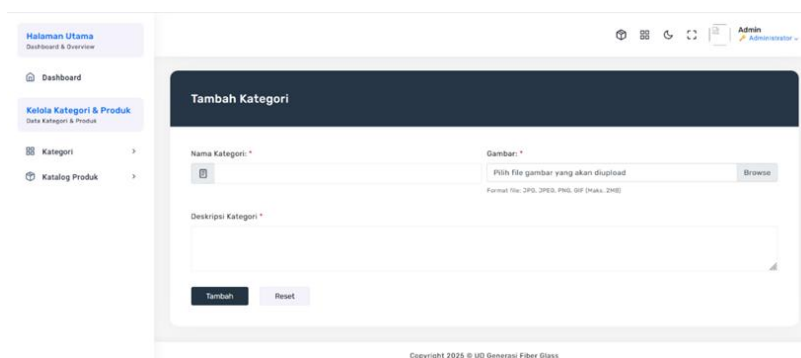 Halaman Utama
Dashboard & Overview
Admin
Administrator
Dashboard
Kelola Kategori & Produk
Data Kategori & Produk
Kategori
Katalog Produk
Tambah Kategori
Nama Kategori: *
Gambar: *
Pilih file gambar yang akan diupload
Browse
Format file: JPG, JPEG, PNG, GIF (Maks. 2MB)
Deskripsi Kategori *
Tambah
Reset
Copyright 2025 © UD Generasi Fiber Glass